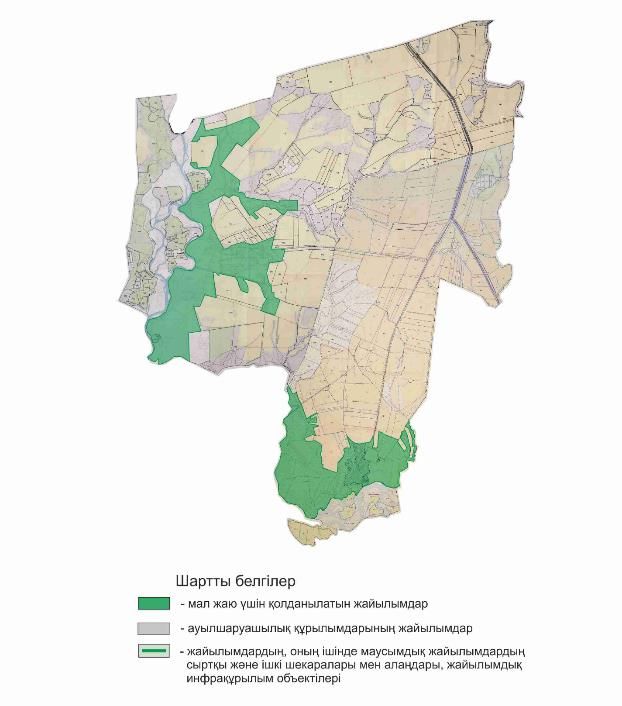 Шартты белгілер
- мал жаю үшін қолданылатын жайылымдар
- ауылшаруашылық құрылымдарының жайылымдар
- жайылымдардың, оның ішінде маусымдық жайылымдардың
сыртқы және ішкі шекаралары мен алаңдары, жайылымдық
инфрақұрылым объектілері